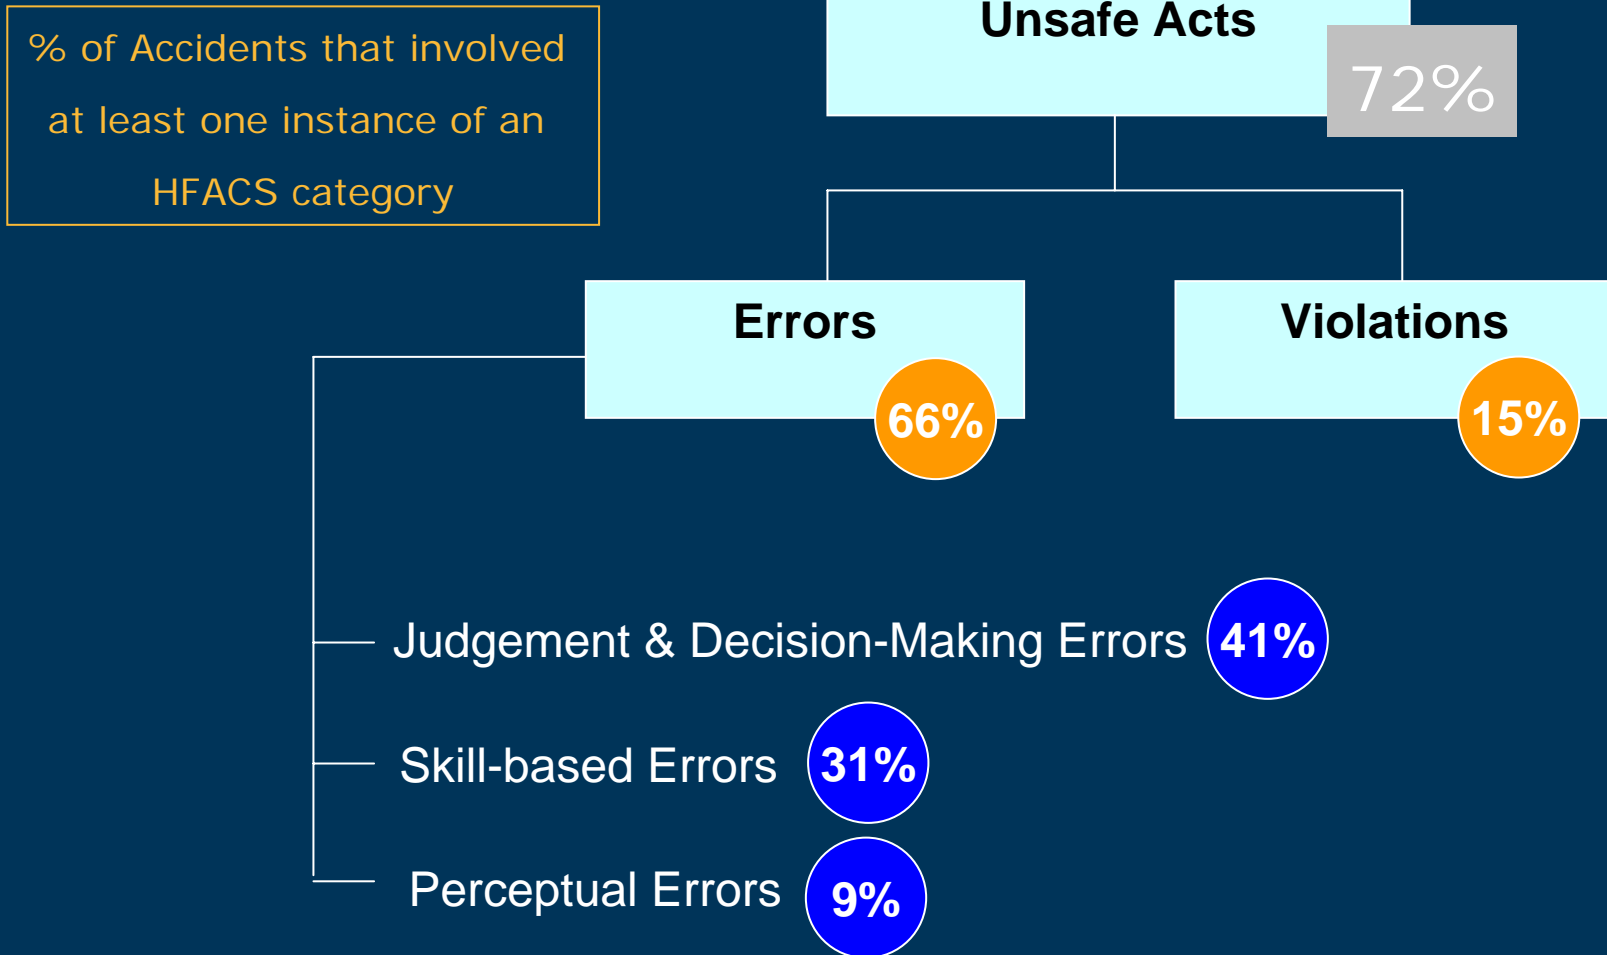 % of Accidents that involved
at least one instance of an
HFACS category
Unsafe Acts
72%
Errors
66%
Violations
15%
Judgement & Decision-Making Errors 41%
Skill-based Errors 31%
Perceptual Errors 9%